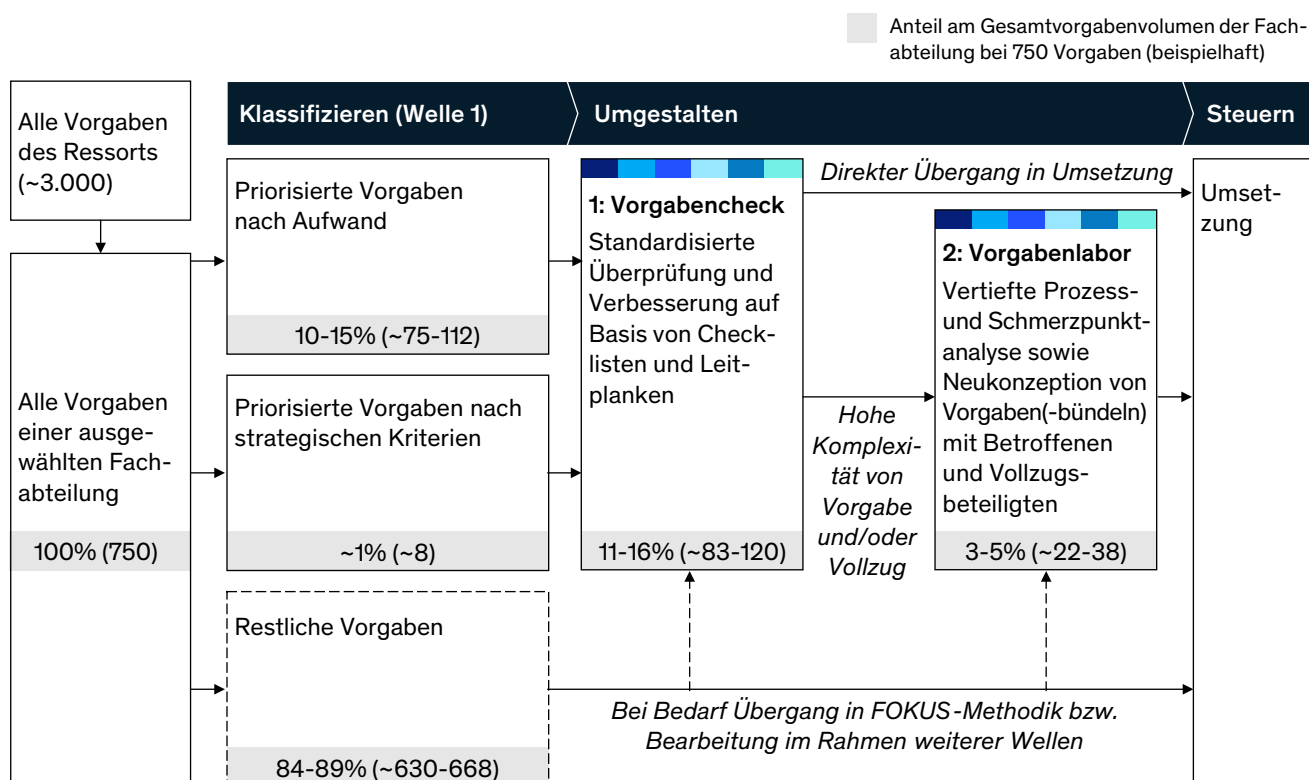 Anteil am Gesamtvorgabenvolumen der Fach-
abteilung bei 750 Vorgaben (beispielhaft)
Klassifizieren (Welle 1)
Umgestalten
Steuern
Alle Vorgaben
des Ressorts
(~3.000)
Alle Vorgaben
einer ausge-
wählten Fach-
abteilung
100% (750)
Priorisierte Vorgaben
nach Aufwand
10-15% (~75-112)
Priorisierte Vorgaben nach
strategischen Kriterien
~1% (~8)
Restliche Vorgaben
84-89% (~630-668)
1: Vorgabencheck
Standardisierte
Überprüfung und
Verbesserung auf
Basis von Check-
listen und Leit-
planken
11-16% (~83-120)
Direkter Übergang in Umsetzung
Hohe
Komplexi-
tät von
Vorgabe
und/oder
Vollzug
2: Vorgabenlabor
Vertiefte Prozess-
und Schmerzpunkt-
analyse sowie
Neukonzeption von
Vorgaben(-bündeln)
mit Betroffenen
und Vollzugs-
beteiligten
3-5% (~22-38)
Bei Bedarf Übergang in FOKUS-Methodik bzw.
Bearbeitung im Rahmen weiterer Wellen
Umset-
zung